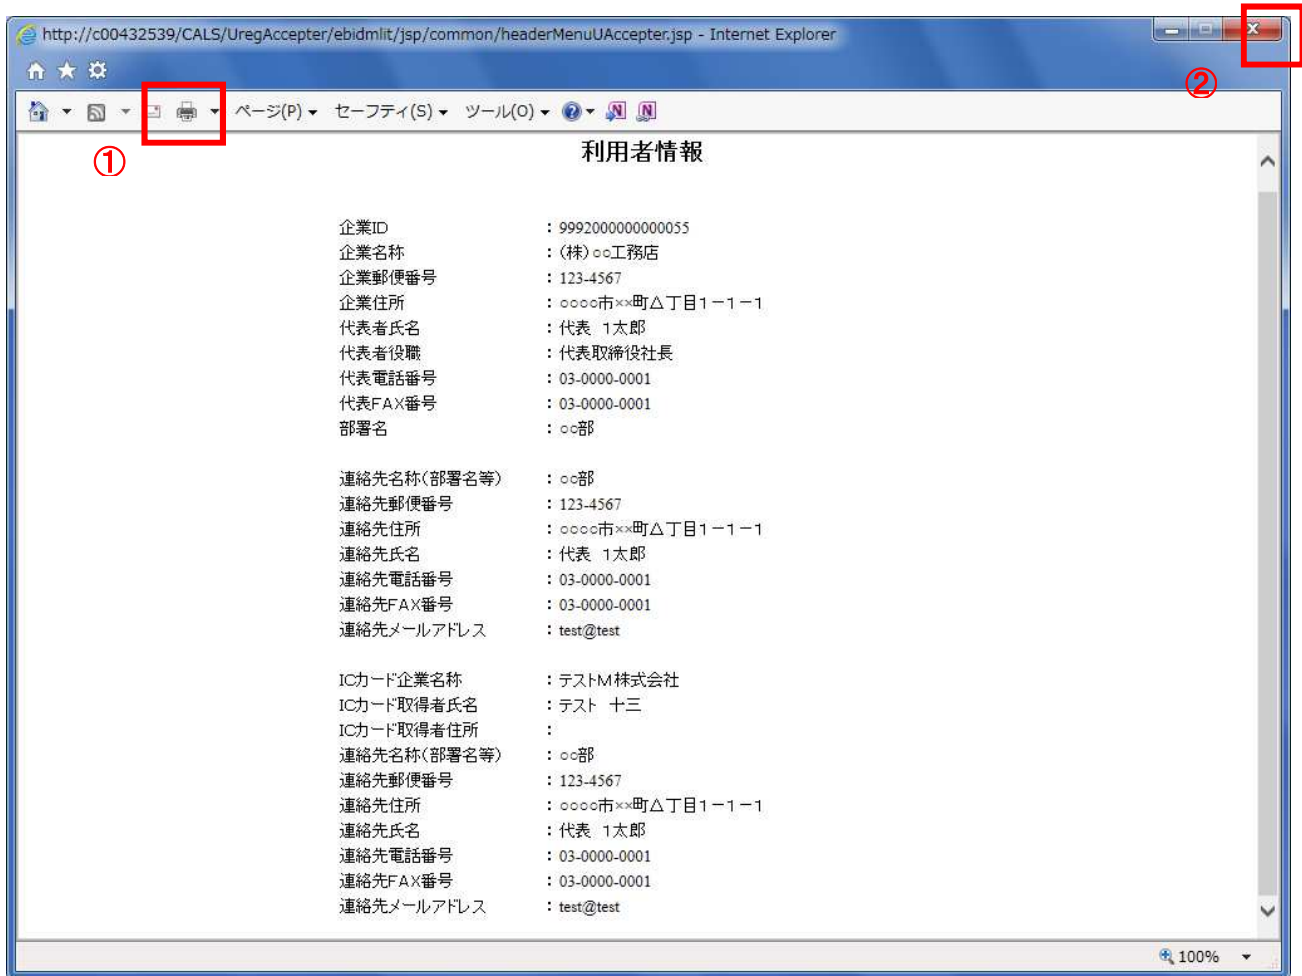 http://c00432539/CALS/UregAccepter/ebidmlit/jsp/common/headerMenuUAccepter.jsp - Internet Explorer
②
ページ(P) セーフティ(S) ツール(O)
①
利用者情報
企業ID : 9992000000000055
企業名称 : (株)○○工務店
企業郵便番号 : 123-4567
企業住所 : ○○○○市××町△丁目1－1－1
代表者氏名 : 代表 1太郎
代表者役職 : 代表取締役社長
代表電話番号 : 03-0000-0001
代表FAX番号 : 03-0000-0001
部署名 : ○○部
連絡先名称(部署名等) : ○○部
連絡先郵便番号 : 123-4567
連絡先住所 : ○○○○市××町△丁目1－1－1
連絡先氏名 : 代表 1太郎
連絡先電話番号 : 03-0000-0001
連絡先FAX番号 : 03-0000-0001
連絡先メールアドレス : test@test
ICカード企業名称 : テストM株式会社
ICカード取得者氏名 : テスト 十三
ICカード取得者住所 :
連絡先名称(部署名等) : ○○部
連絡先郵便番号 : 123-4567
連絡先住所 : ○○○○市××町△丁目1－1－1
連絡先氏名 : 代表 1太郎
連絡先電話番号 : 03-0000-0001
連絡先FAX番号 : 03-0000-0001
連絡先メールアドレス : test@test
100%